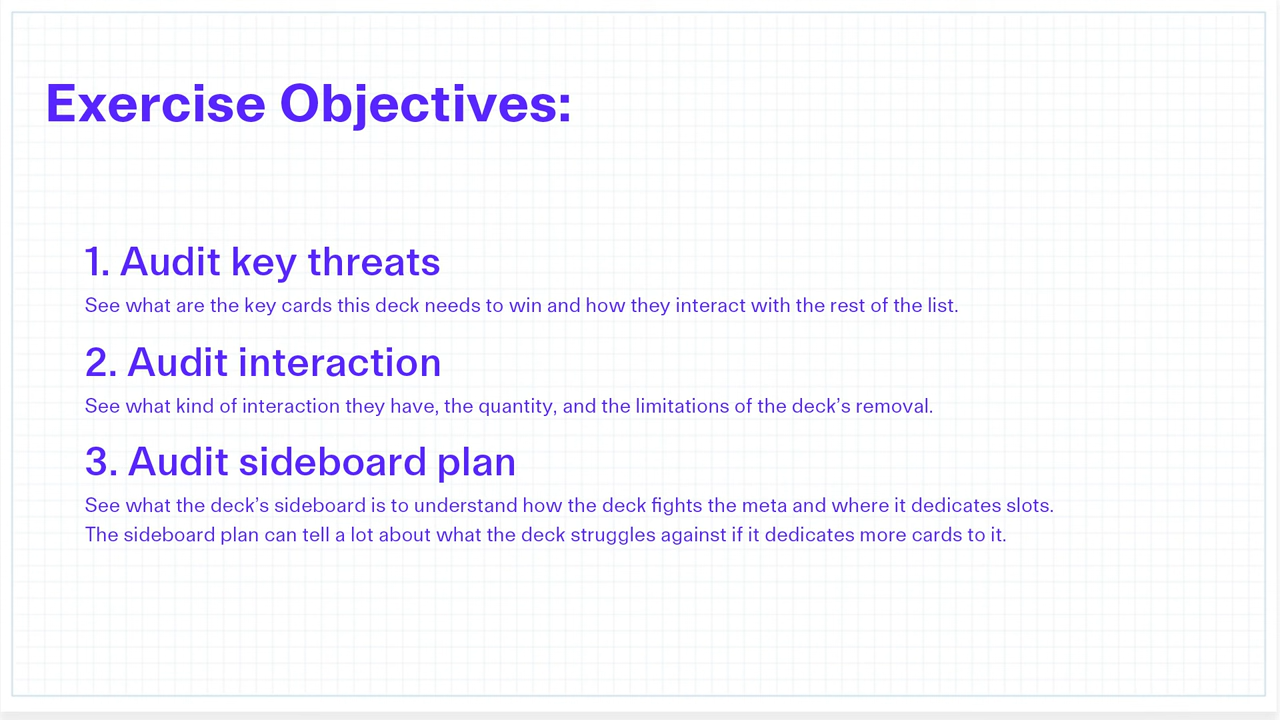 Exercise Objectives:
1. Audit key threats
See what are the key cards this deck needs to win and how they interact with the rest of the list.
2. Audit interaction
See what kind of interaction they have, the quantity, and the limitations of the deck’s removal.
3. Audit sideboard plan
See what the deck’s sideboard is to understand how the deck fights the meta and where it dedicates slots.
The sideboard plan can tell a lot about what the deck struggles against if it dedicates more cards to it.